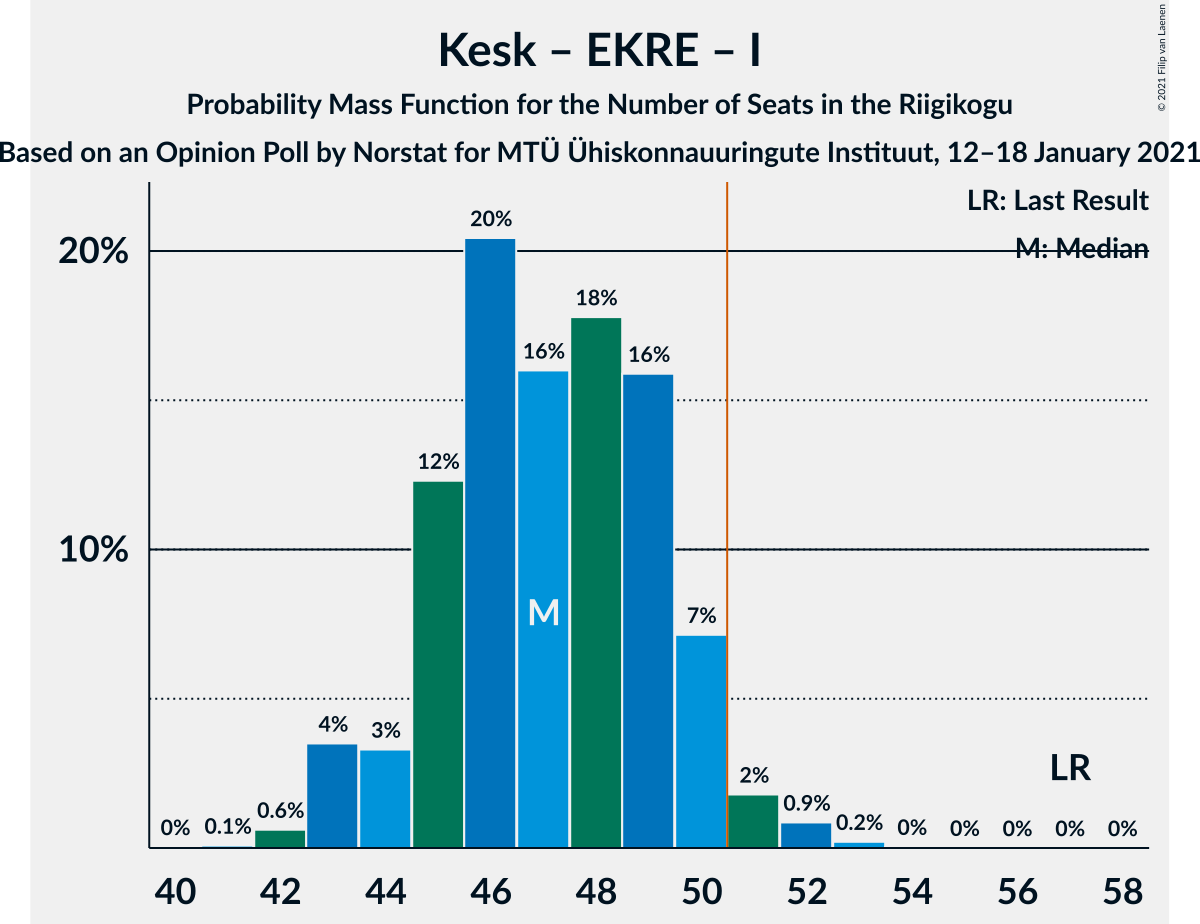 Kesk – EKRE – I
Probability Mass Function for the Number of Seats in the Riigikogu
Based on an Opinion Poll by Norstat for MTÜ Ühiskonnauuringute Instituut, 12–18 January 2021
© 2021 Filip van Laenen
LR: Last Result
M: Median
20%
10%
0%
0.1%
0.6%
4%
3%
12%
20%
16%
18%
16%
7%
2%
0.9%
0.2%
0%
0%
0%
0%
0%
M
LR
40 42 44 46 48 50 52 54 56 58